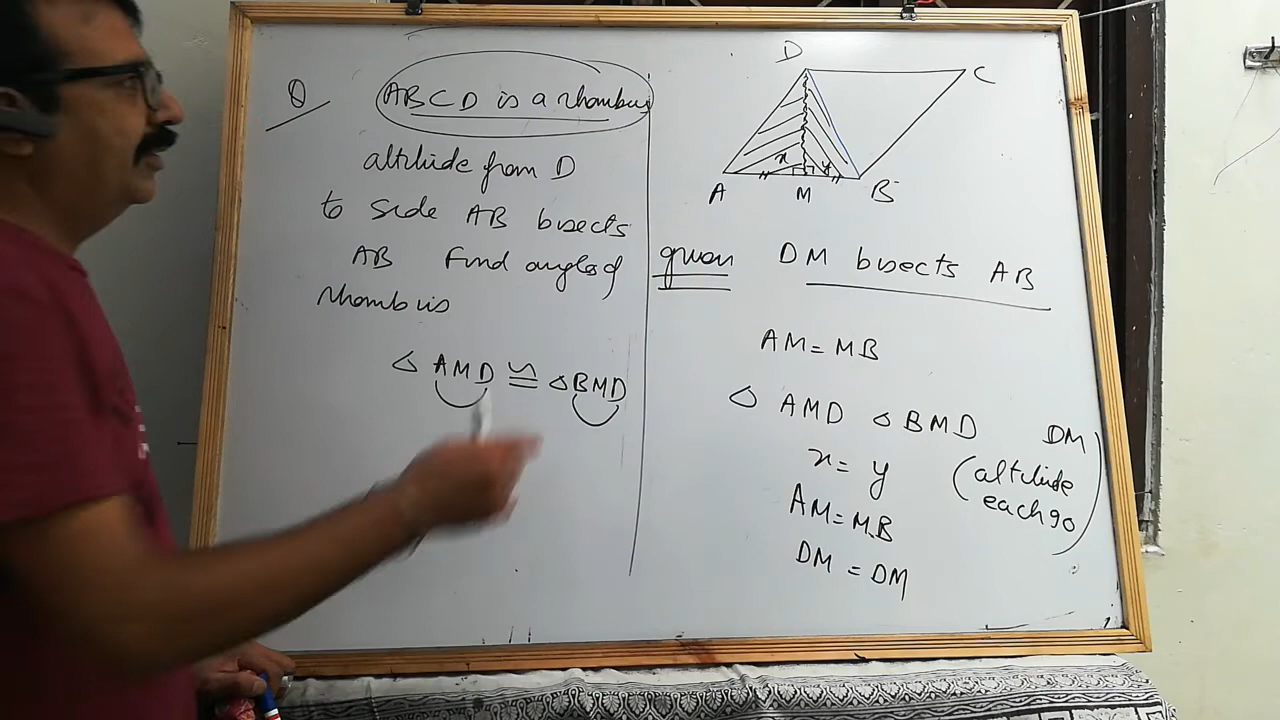 Q ABCD is a rhombus
altitude from D
to side AB bisects
AB Find angles of
rhombus
△ AMD ≅ △ BMD
D C
x y
A M B
given DM bisects AB
AM = MB
△ AMD △ BMD DM
x = y (altitude
each 90)
AM = MB
DM = DM